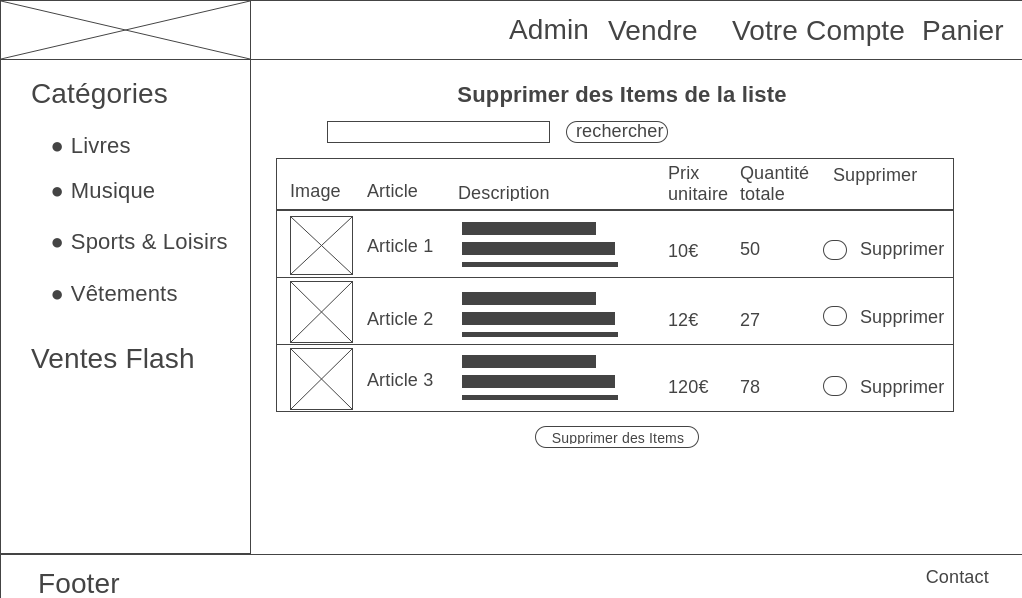 Admin Vendre Votre Compte Panier
Catégories
● Livres
● Musique
● Sports & Loisirs
● Vêtements
Ventes Flash
Supprimer des Items de la liste
rechercher
Image Article Description Prix unitaire Quantité totale Supprimer
Article 1 10€ 50 Supprimer
Article 2 12€ 27 Supprimer
Article 3 120€ 78 Supprimer
Supprimer des Items
Footer
Contact